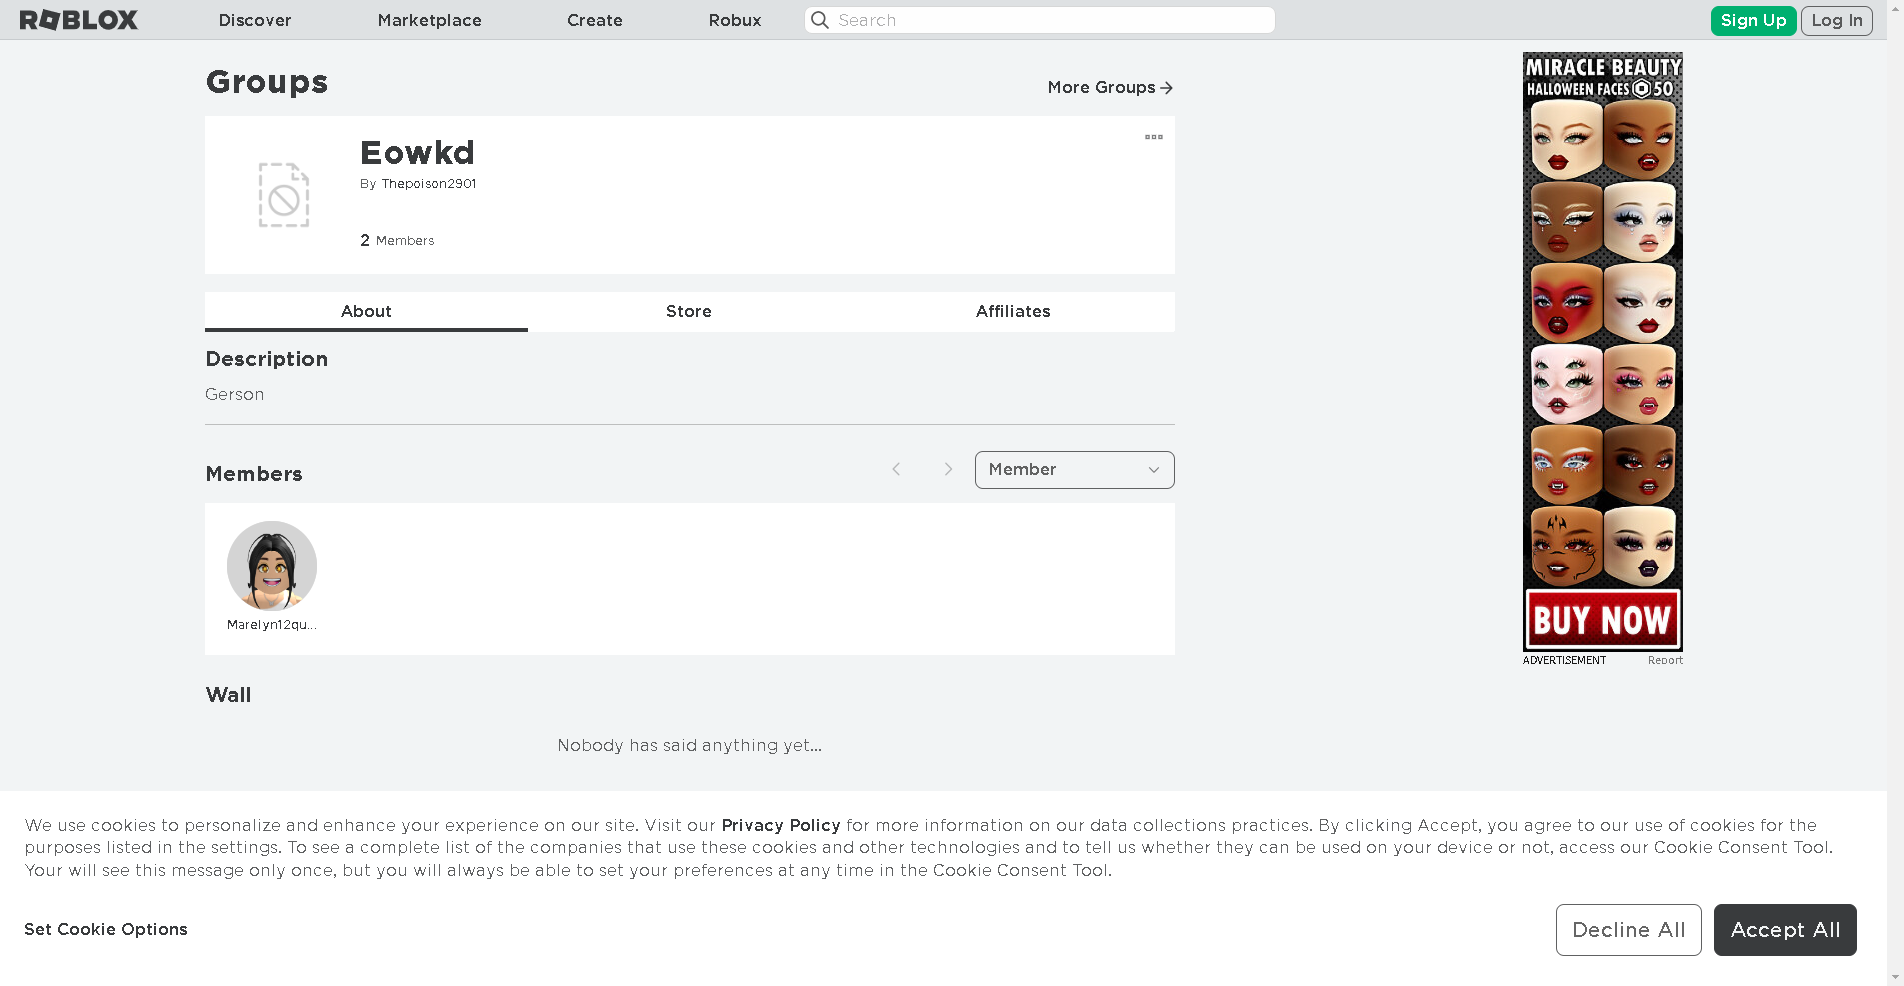 ROBLOX
Discover
Marketplace
Create
Robux
Search
Sign Up
Log In
Groups
More Groups
Eowkd
By Thepoison2901
2 Members
About
Store
Affiliates
Description
Gerson
Members
Member
Marelyn12qu...
Wall
Nobody has said anything yet...
MIRACLE BEAUTY
HALLOWEEN FACES 50
BUY NOW
ADVERTISEMENT
Report
We use cookies to personalize and enhance your experience on our site. Visit our Privacy Policy for more information on our data collections practices. By clicking Accept, you agree to our use of cookies for the
purposes listed in the settings. To see a complete list of the companies that use these cookies and other technologies and to tell us whether they can be used on your device or not, access our Cookie Consent Tool.
Your will see this message only once, but you will always be able to set your preferences at any time in the Cookie Consent Tool.
Set Cookie Options
Decline All
Accept All